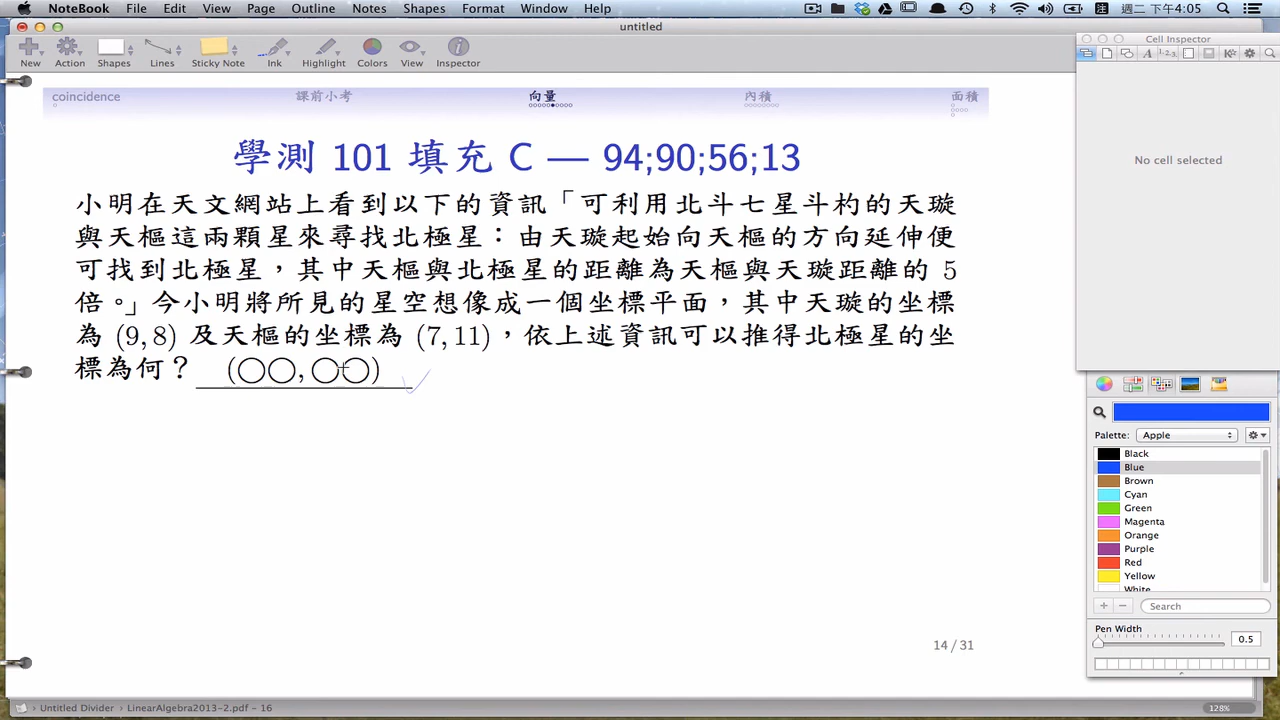 NoteBook File Edit View Page Outline Notes Shapes Format Window Help 週二 下午4:05
untitled
New Action Shapes Lines Sticky Note Ink Highlight Colors View Inspector
Cell Inspector
coincidence 課前小考 向量 內積 面積
學測 101 填充 C — 94;90;56;13
小明在天文網站上看到以下的資訊「可利用北斗七星斗杓的天璇
與天樞這兩顆星來尋找北極星：由天璇起始向天樞的方向延伸便
可找到北極星，其中天樞與北極星的距離為天樞與天璇距離的 5
倍。」今小明將所見的星空想像成一個坐標平面，其中天璇的坐標
為 (9, 8) 及天樞的坐標為 (7, 11)，依上述資訊可以推得北極星的坐
標為何？ (○○, ○○)
14 / 31
No cell selected
Palette: Apple
Black
Blue
Brown
Cyan
Green
Magenta
Orange
Purple
Red
Yellow
White
Search
Pen Width
0.5
Untitled Divider LinearAlgebra2013-2.pdf - 16
128%